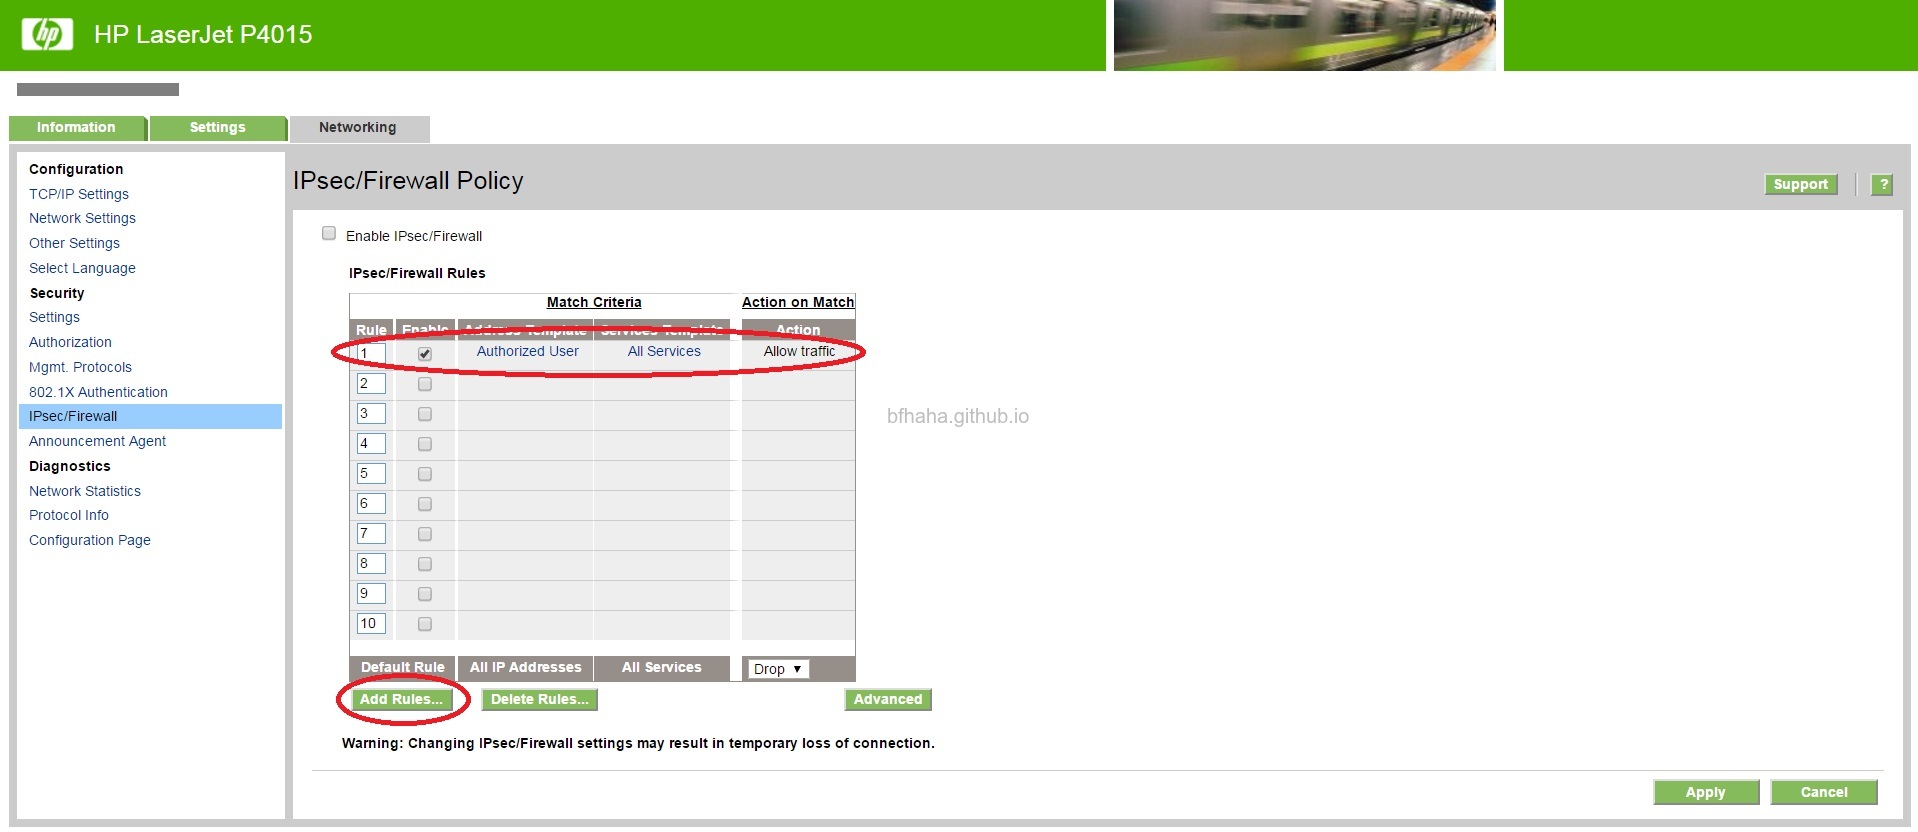 hp HP LaserJet P4015
Information Settings Networking
Configuration
TCP/IP Settings
Network Settings
Other Settings
Select Language
Security
Settings
Authorization
Mgmt. Protocols
802.1X Authentication
IPsec/Firewall
Announcement Agent
Diagnostics
Network Statistics
Protocol Info
Configuration Page
IPsec/Firewall Policy
Support ?
Enable IPsec/Firewall
IPsec/Firewall Rules
Match Criteria Action on Match
Rule Enable Address Template Services Template Action
1 Authorized User All Services Allow traffic
2
3
bfhaha.github.io
4
5
6
7
8
9
10
Default Rule All IP Addresses All Services Drop
Add Rules... Delete Rules... Advanced
Warning: Changing IPsec/Firewall settings may result in temporary loss of connection.
Apply Cancel